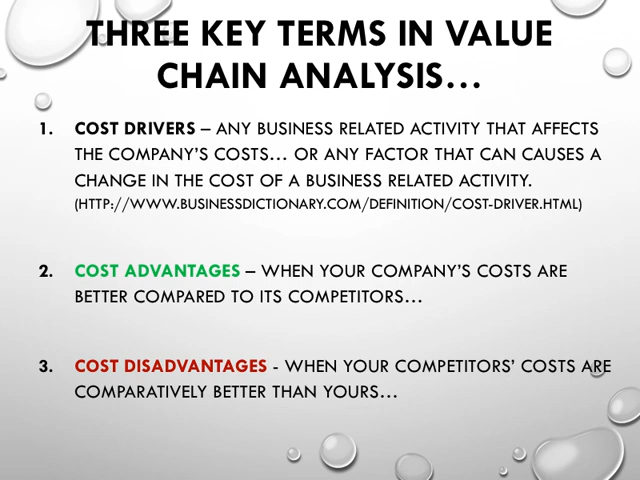 THREE KEY TERMS IN VALUE
CHAIN ANALYSIS…
1. COST DRIVERS – ANY BUSINESS RELATED ACTIVITY THAT AFFECTS
THE COMPANY'S COSTS… OR ANY FACTOR THAT CAN CAUSES A
CHANGE IN THE COST OF A BUSINESS RELATED ACTIVITY.
(HTTP://WWW.BUSINESSDICTIONARY.COM/DEFINITION/COST-DRIVER.HTML)
2. COST ADVANTAGES – WHEN YOUR COMPANY'S COSTS ARE
BETTER COMPARED TO ITS COMPETITORS…
3. COST DISADVANTAGES - WHEN YOUR COMPETITORS' COSTS ARE
COMPARATIVELY BETTER THAN YOURS…